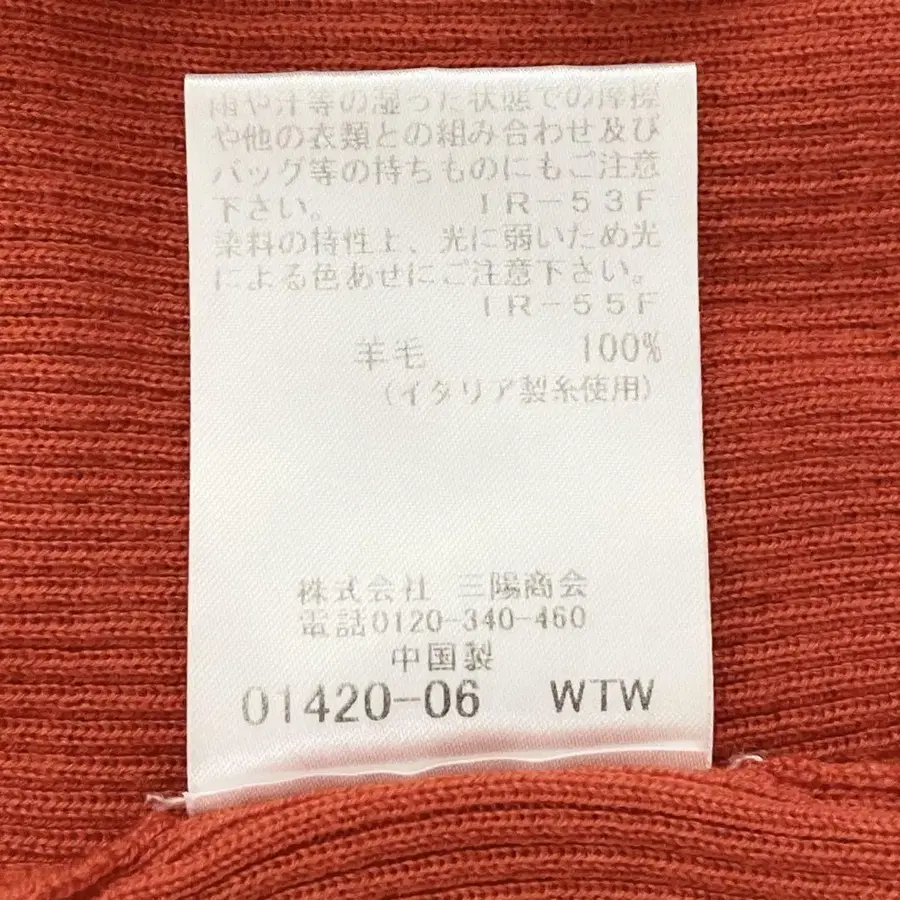 雨や汗等の湿った状態での摩擦
や他の衣類との組み合わせ及び
バッグ等の持ちものにもご注意
下さい。 IR-53F
染料の特性上、光に弱いため光
による色あせにご注意下さい。
IR-55F
羊毛 100%
(イタリア製糸使用)
株式会社 三陽商会
電話0120-340-460
中国製
01420-06 WTW